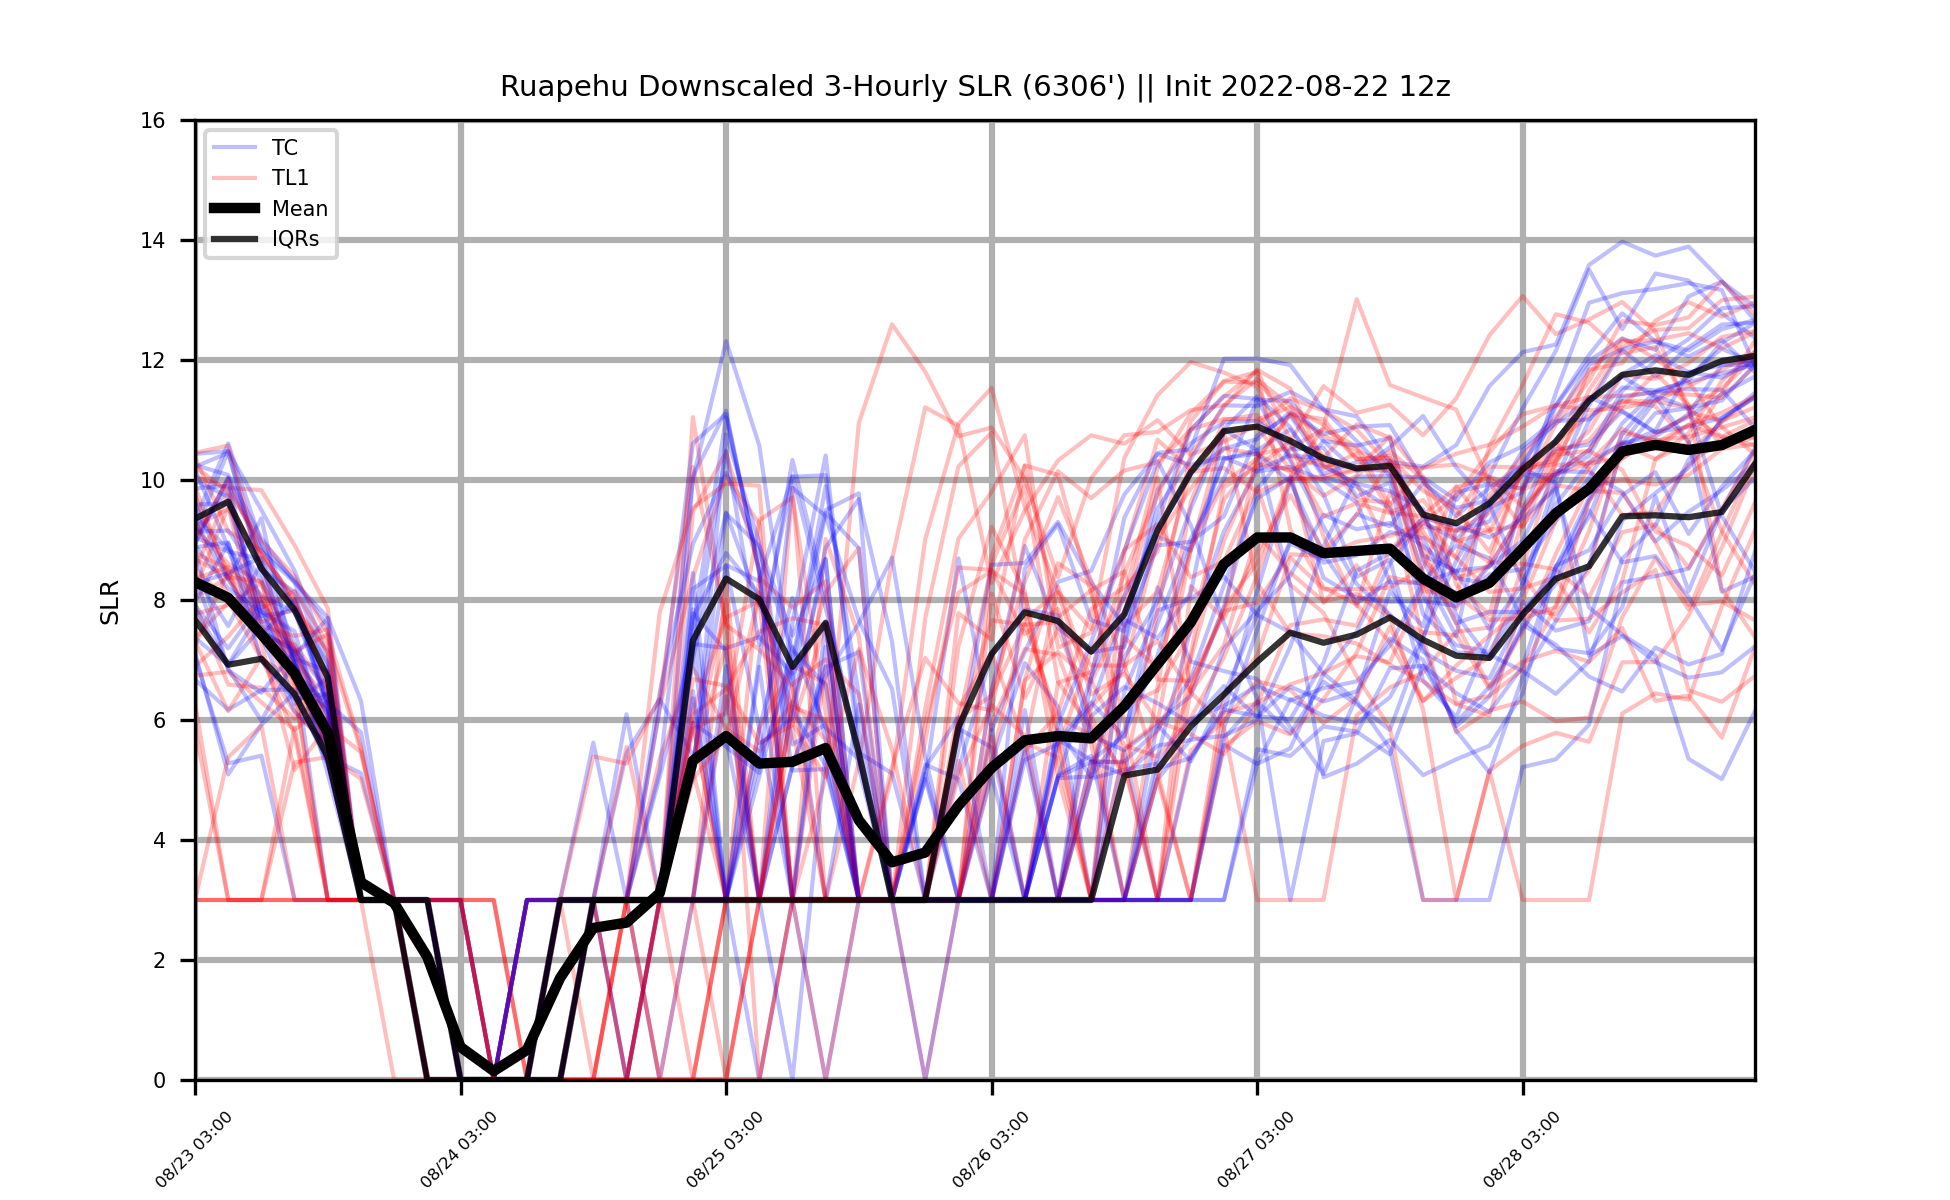 Ruapehu Downscaled 3-Hourly SLR (6306') || Init 2022-08-22 12z
16
14
12
10
8
6
4
2
0
SLR
TC
TL1
Mean
IQRs
08/23 03:00
08/24 03:00
08/25 03:00
08/26 03:00
08/27 03:00
08/28 03:00